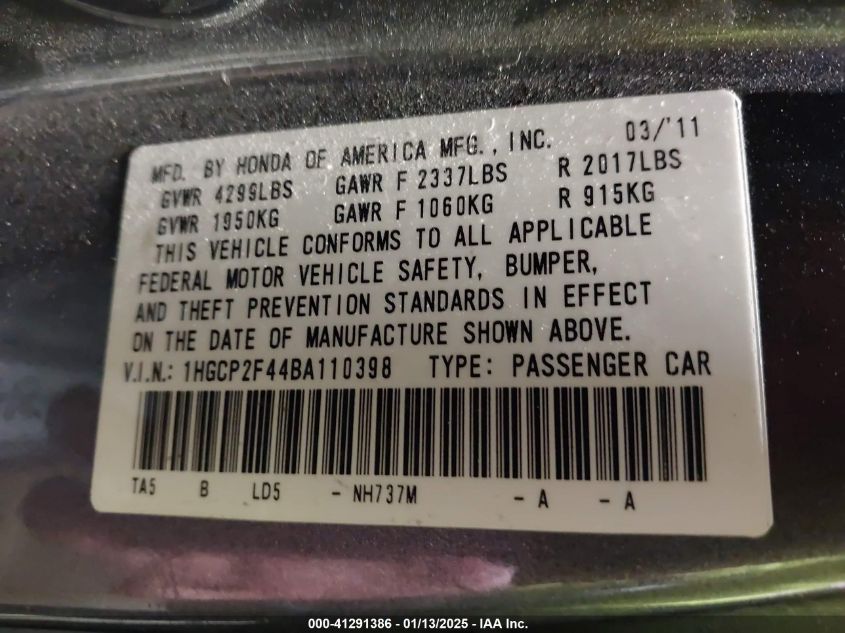 03/'11
MFD. BY HONDA OF AMERICA MFG., INC.
GVWR 4299LBS GAWR F 2337LBS R 2017LBS
GVWR 1950KG GAWR F 1060KG R 915KG
THIS VEHICLE CONFORMS TO ALL APPLICABLE
FEDERAL MOTOR VEHICLE SAFETY, BUMPER,
AND THEFT PREVENTION STANDARDS IN EFFECT
ON THE DATE OF MANUFACTURE SHOWN ABOVE.
V.I.N.: 1HGCP2F44BA110398 TYPE: PASSENGER CAR
TA5 B LD5 - NH737M - A - A
000-41291386 - 01/13/2025 - IAA Inc.